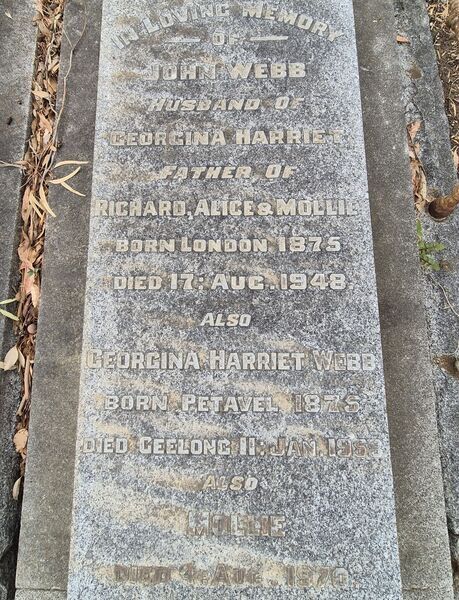 IN LOVING MEMORY
OF
JOHN WEBB
HUSBAND OF
GEORGINA HARRIET
FATHER OF
RICHARD, ALICE & MOLLIE
BORN LONDON 1875
DIED 17: AUG. 1948.
ALSO
GEORGINA HARRIET WEBB
BORN PETAVEL 1875
DIED GEELONG 11: JAN.
ALSO
MOLLIE
DIED 4: AUG. 1970.